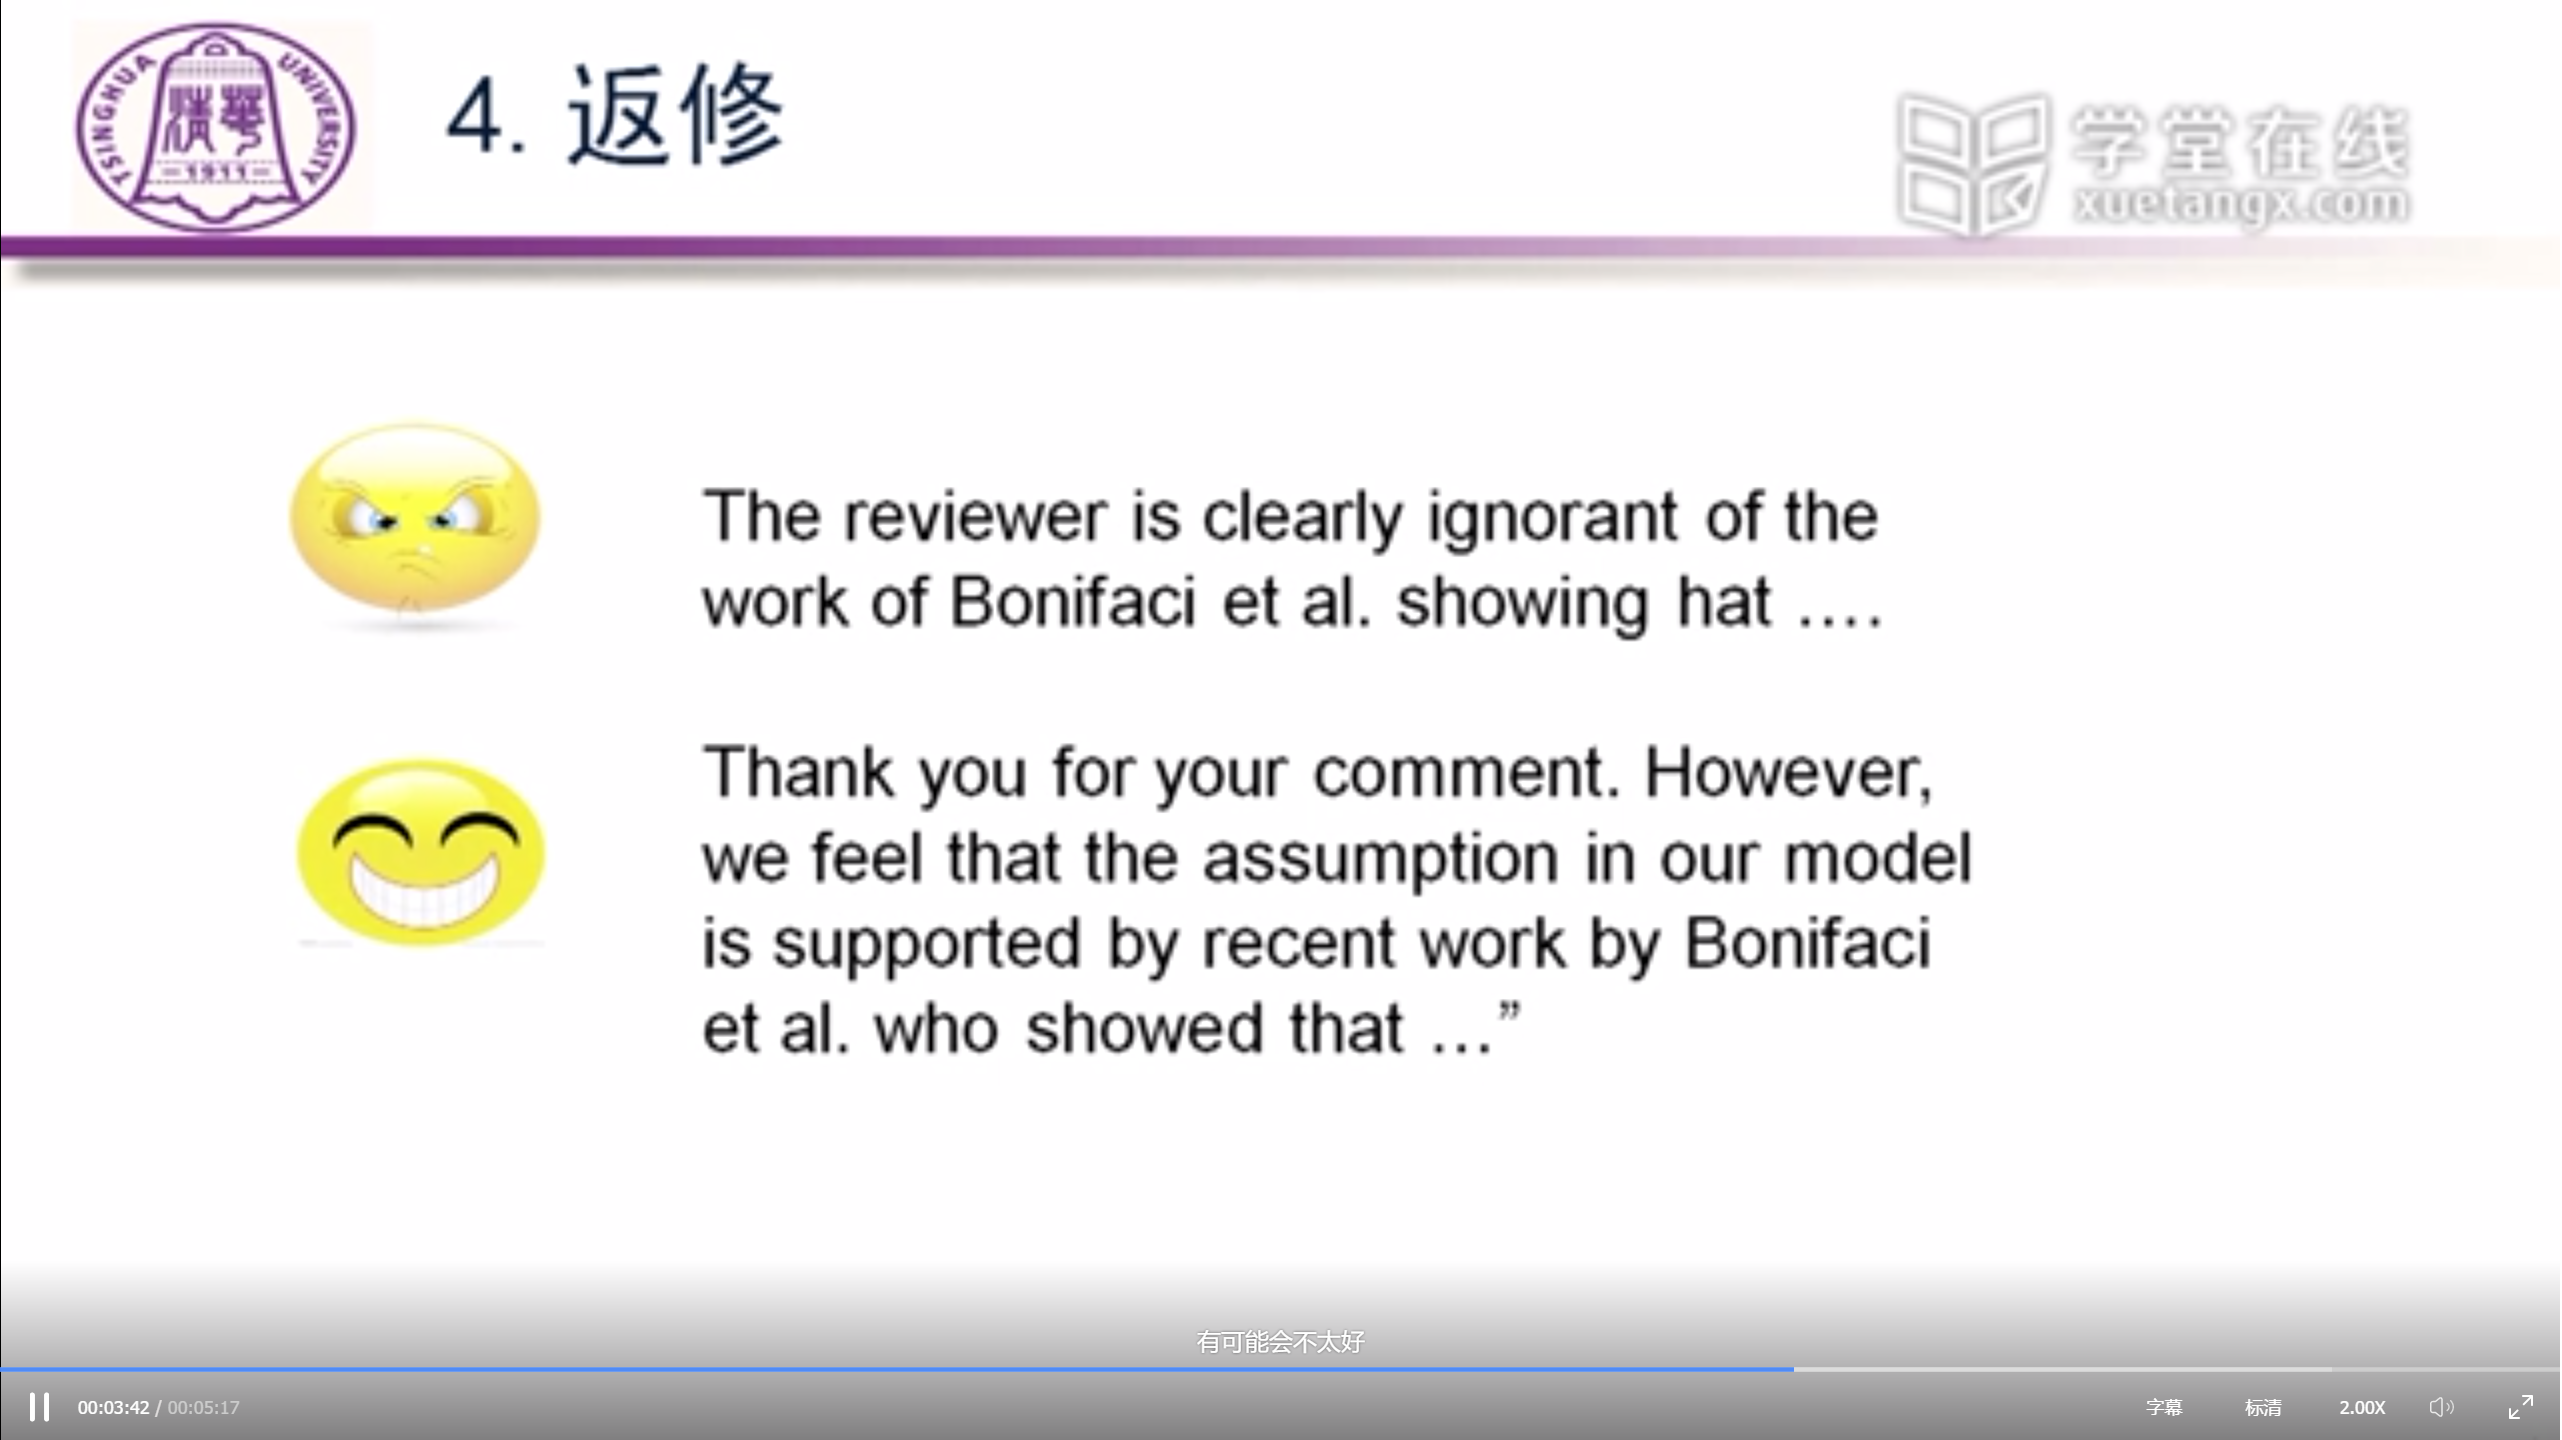 TSINGHUA UNIVERSITY
清華
-1911-
4. 返修
学堂在线
xuetangx.com
The reviewer is clearly ignorant of the
work of Bonifaci et al. showing hat ....
Thank you for your comment. However,
we feel that the assumption in our model
is supported by recent work by Bonifaci
et al. who showed that ...”
有可能会不太好
00:03:42 / 00:05:17
字幕
标清
2.00X